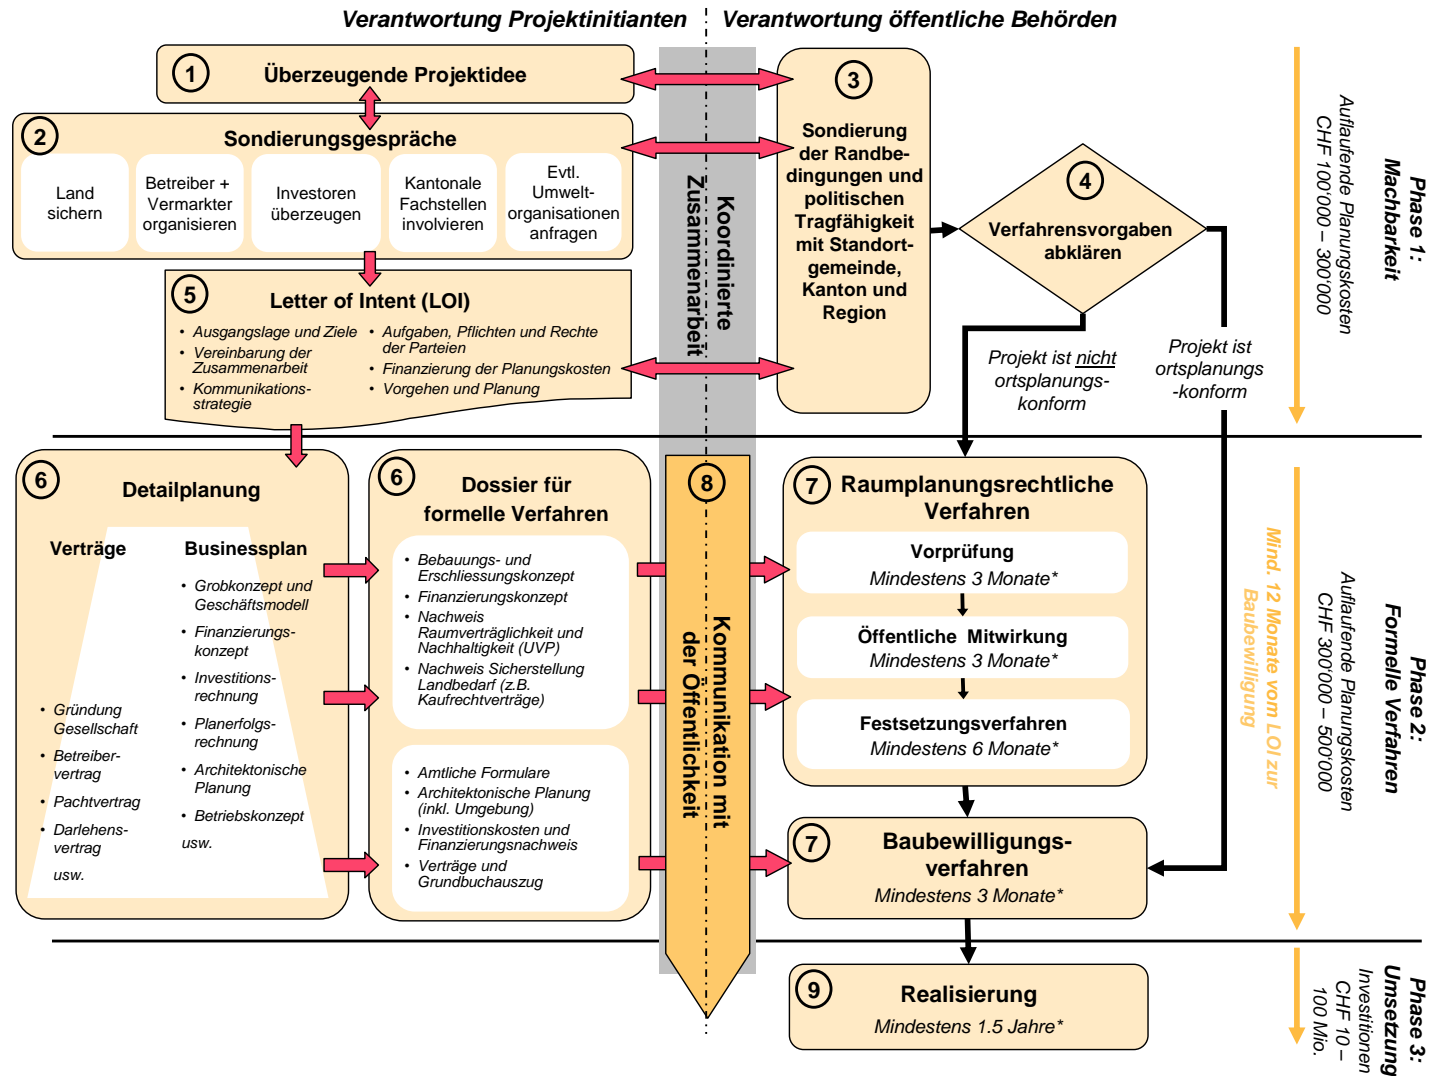 Verantwortung Projektinitianten
Verantwortung öffentliche Behörden
1
Überzeugende Projektidee
2
Sondierungsgespräche
Land
sichern
Betreiber +
Vermarkter
organisieren
Investoren
überzeugen
Kantonale
Fachstellen
involvieren
Evtl.
Umwelt-
organisationen
anfragen
3
Sondierung
der Randbe-
dingungen und
politischen
Tragfähigkeit
mit Standort-
gemeinde,
Kanton und
Region
4
Verfahrensvorgaben
abklären
Projekt ist nicht
ortsplanungs-
konform
Projekt ist
ortsplanungs
-konform
5
Letter of Intent (LOI)
• Ausgangslage und Ziele
• Vereinbarung der
Zusammenarbeit
• Kommunikations-
strategie
• Aufgaben, Pflichten und Rechte
der Parteien
• Finanzierung der Planungskosten
• Vorgehen und Planung
Koordinierte
Zusammenarbeit
Phase 1:
Machbarkeit
Auflaufende Planungskosten
CHF 100'000 – 300'000
6
Detailplanung
Verträge
• Gründung
Gesellschaft
• Betreiber-
vertrag
• Pachtvertrag
• Darlehens-
vertrag
usw.
Businessplan
• Grobkonzept und
Geschäftsmodell
• Finanzierungs-
konzept
• Investitions-
rechnung
• Planerfolgs-
rechnung
• Architektonische
Planung
• Betriebskonzept
usw.
6
Dossier für
formelle Verfahren
• Bebauungs- und
Erschliessungskonzept
• Finanzierungskonzept
• Nachweis
Raumverträglichkeit und
Nachhaltigkeit (UVP)
• Nachweis Sicherstellung
Landbedarf (z.B.
Kaufrechtverträge)
• Amtliche Formulare
• Architektonische Planung
(inkl. Umgebung)
• Investitionskosten und
Finanzierungsnachweis
• Verträge und
Grundbuchauszug
8
Kommunikation mit
der Öffentlichkeit
7
Raumplanungsrechtliche
Verfahren
Vorprüfung
Mindestens 3 Monate*
Öffentliche Mitwirkung
Mindestens 3 Monate*
Festsetzungsverfahren
Mindestens 6 Monate*
7
Baubewilligungs-
verfahren
Mindestens 3 Monate*
Phase 2:
Formelle Verfahren
Auflaufende Planungskosten
CHF 300'000 – 500'000
Mind. 12 Monate vom LOI zur
Baubewilligung
9
Realisierung
Mindestens 1.5 Jahre*
Phase 3:
Umsetzung
Investitionen
CHF 10 –
100 Mio.